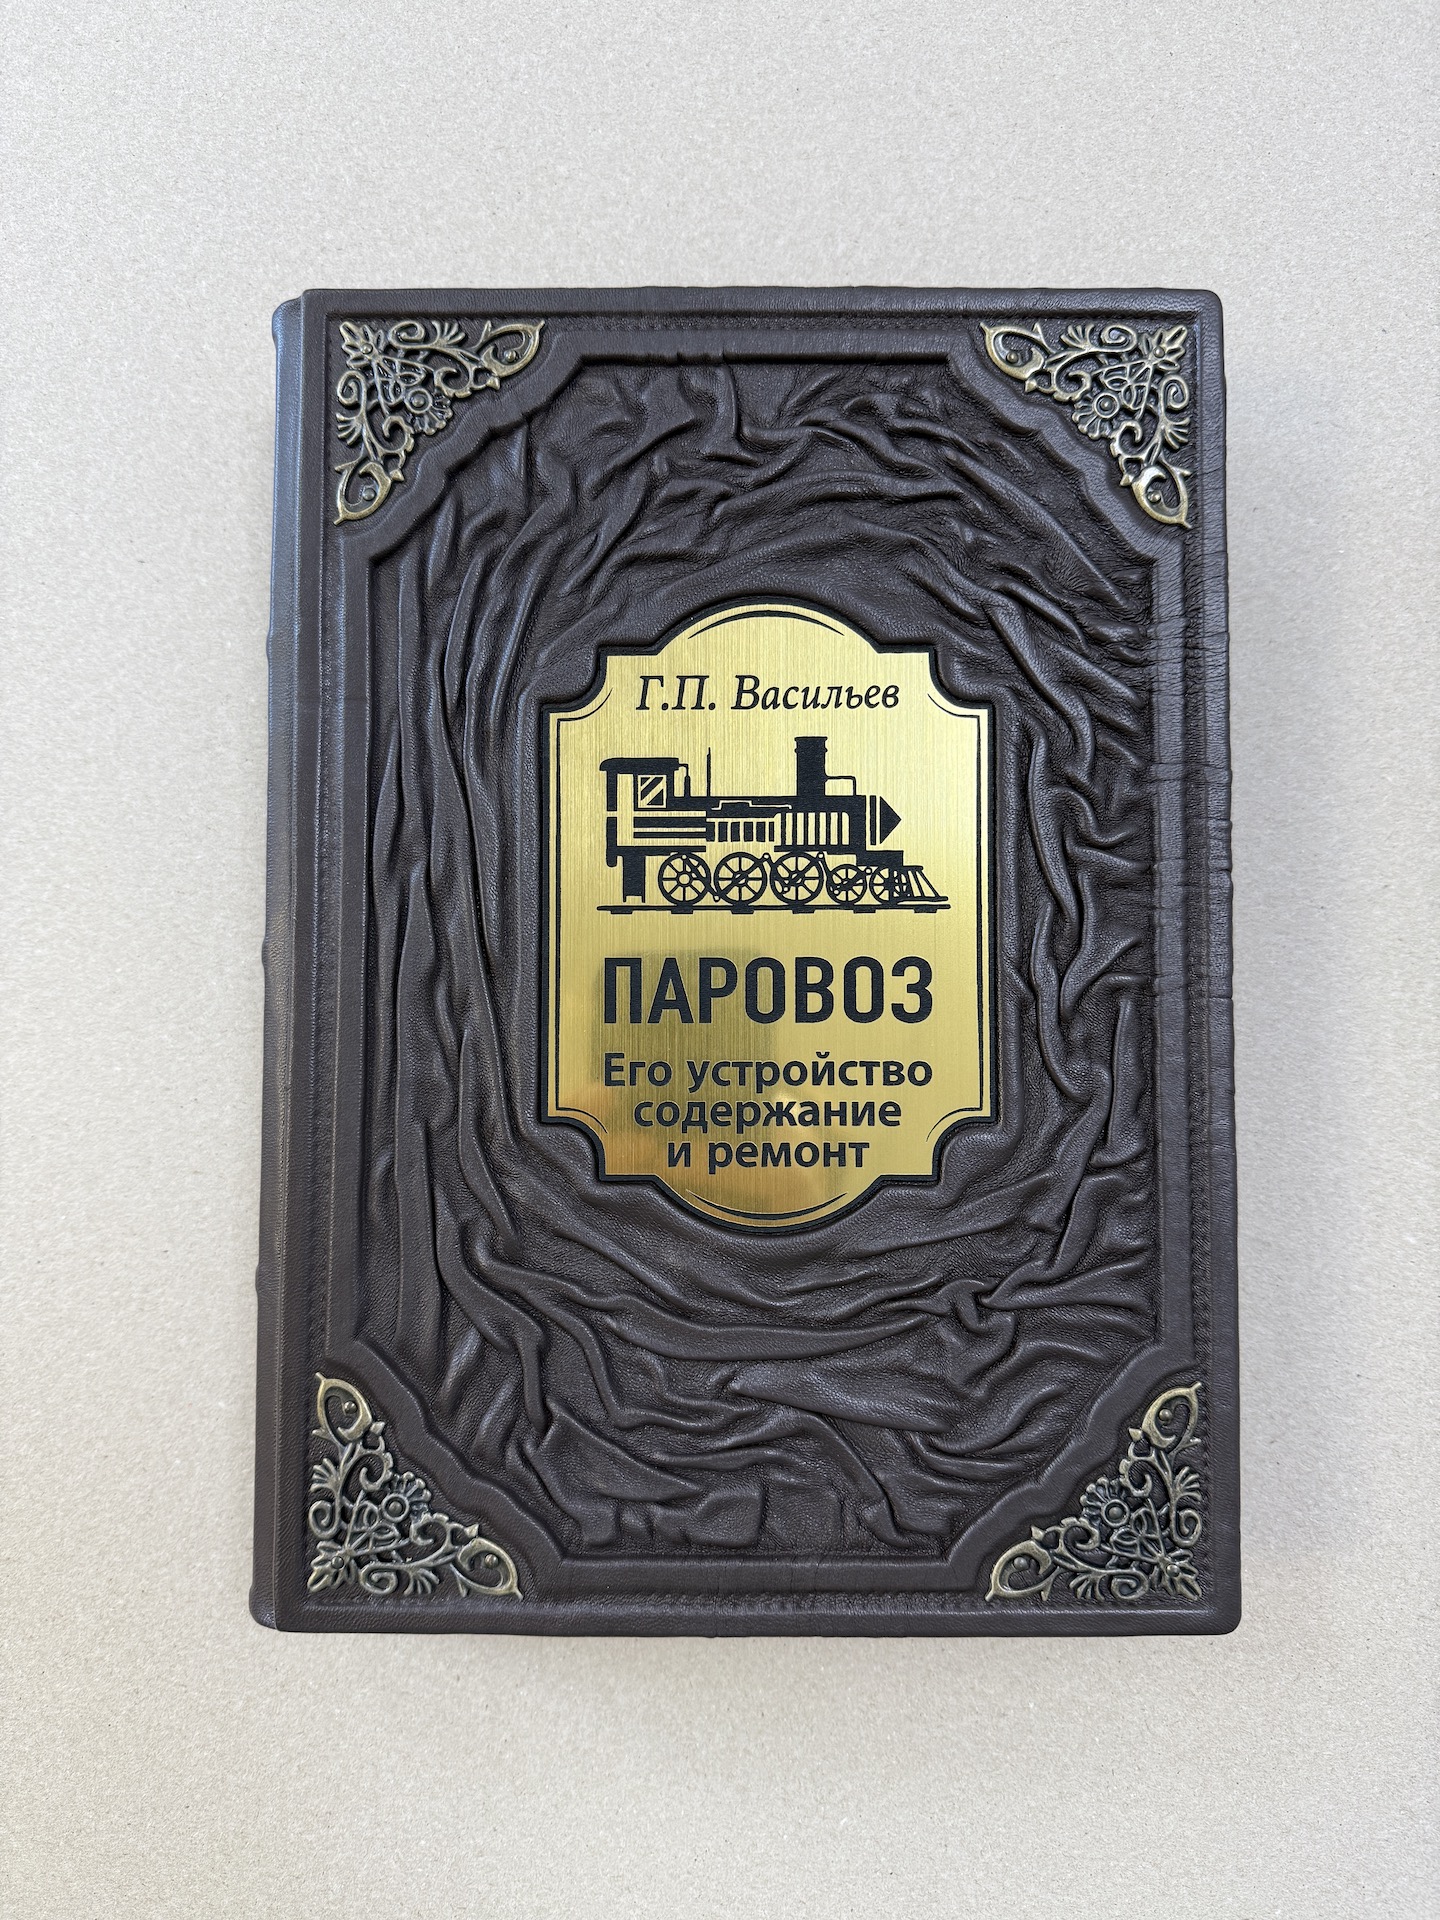 Г.П. Васильев
ПАРОВОЗ
Его устройство
содержание
и ремонт